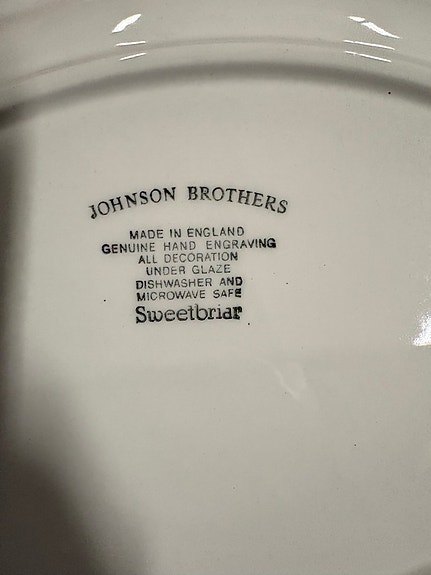 JOHNSON BROTHERS
MADE IN ENGLAND
GENUINE HAND ENGRAVING
ALL DECORATION
UNDER GLAZE
DISHWASHER AND
MICROWAVE SAFE
Sweetbriar